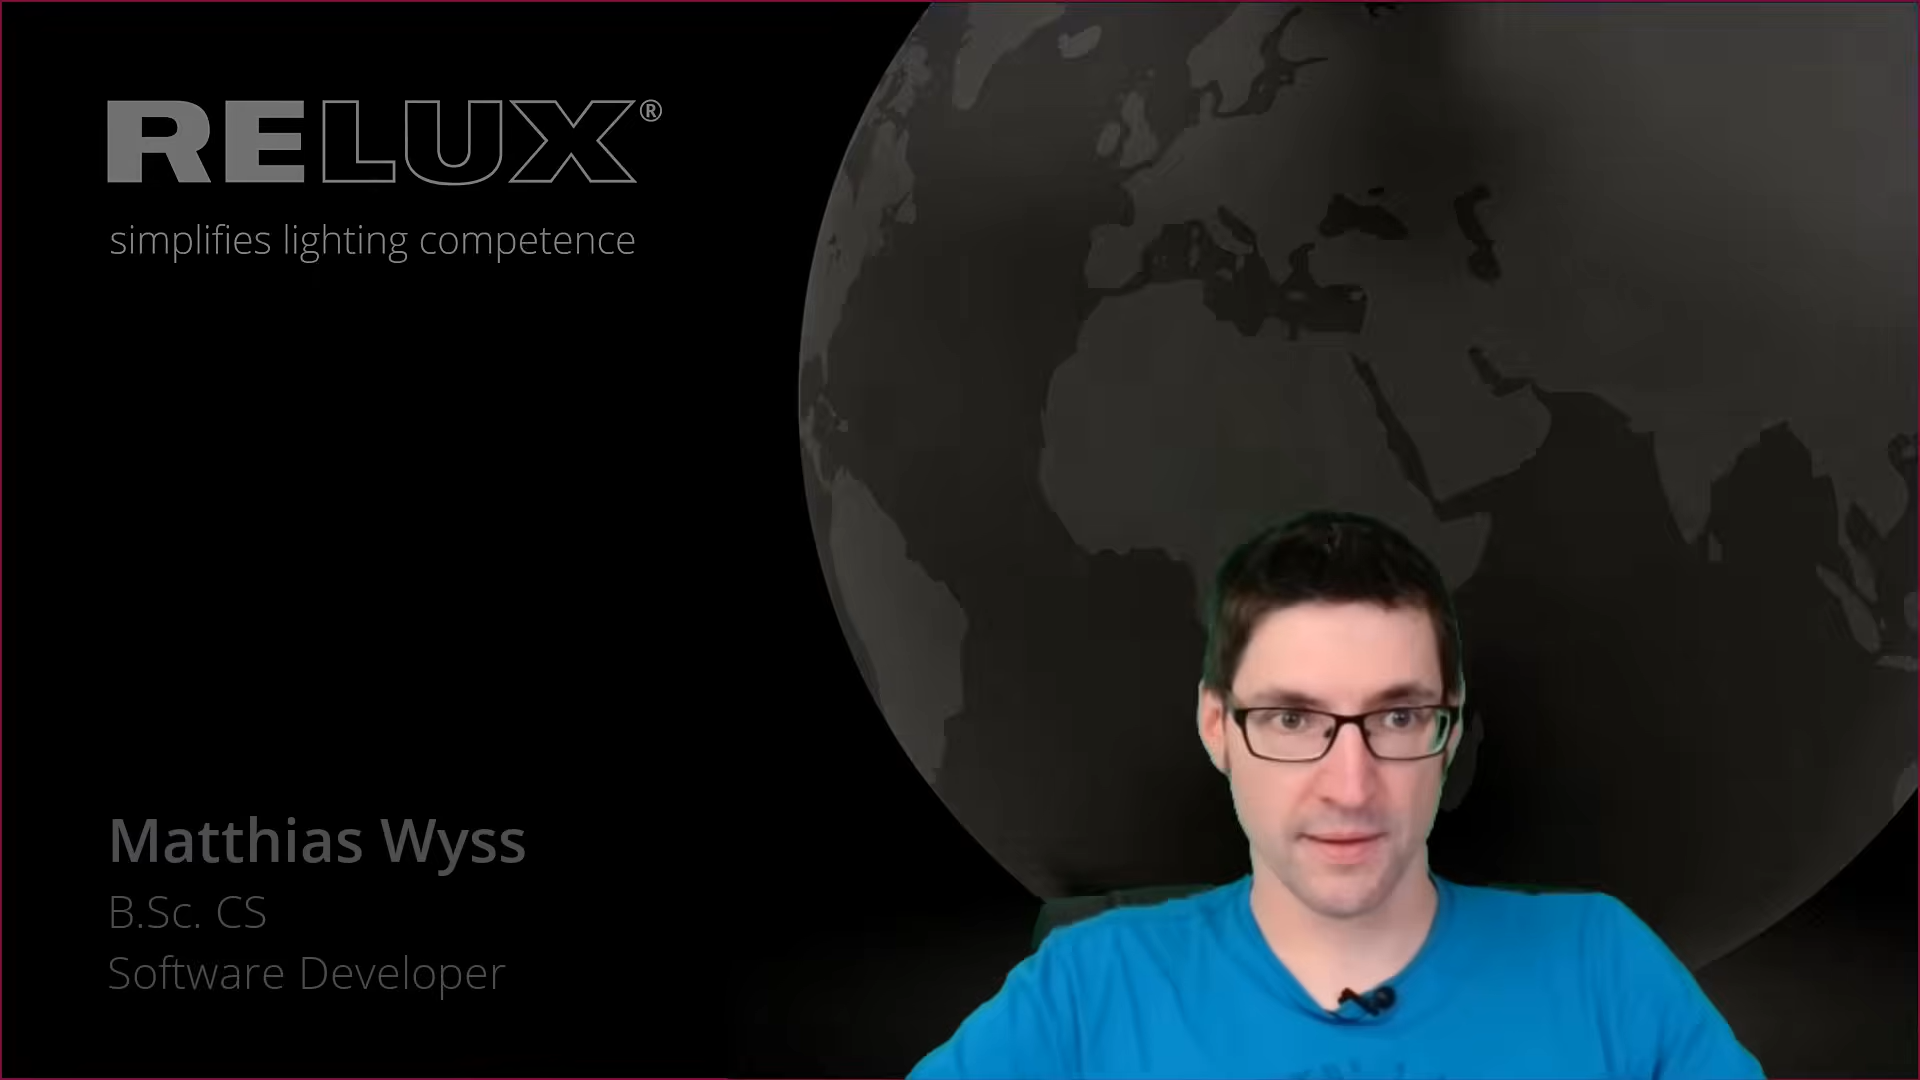 RELUX®
simplifies lighting competence
Matthias Wyss
B.Sc. CS
Software Developer